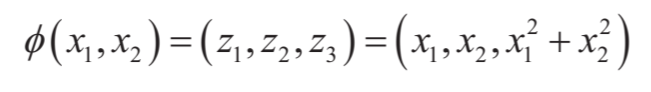 ϕ(x₁, x₂) = (z₁, z₂, z₃) = (x₁, x₂, x₁² + x₂²)